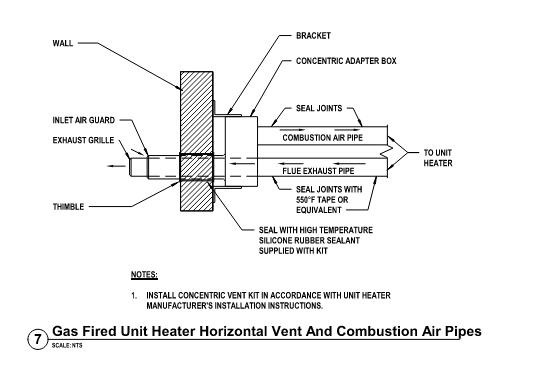 BRACKET
WALL
CONCENTRIC ADAPTER BOX
SEAL JOINTS
INLET AIR GUARD
COMBUSTION AIR PIPE
EXHAUST GRILLE
TO UNIT
HEATER
FLUE EXHAUST PIPE
SEAL JOINTS WITH
550°F TAPE OR
EQUIVALENT
THIMBLE
SEAL WITH HIGH TEMPERATURE
SILICONE RUBBER SEALANT
SUPPLIED WITH KIT
NOTES:
1. INSTALL CONCENTRIC VENT KIT IN ACCORDANCE WITH UNIT HEATER
MANUFACTURER'S INSTALLATION INSTRUCTIONS.
7 Gas Fired Unit Heater Horizontal Vent And Combustion Air Pipes
SCALE: NTS